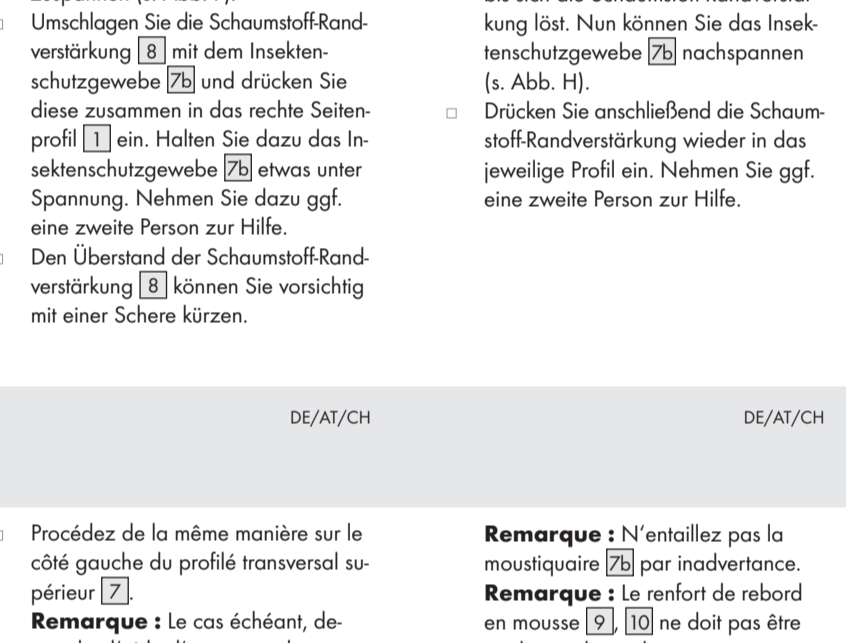 Umschlagen Sie die Schaumstoff-Rand-
verstärkung 8 mit dem Insekten-
schutzgewebe 7b und drücken Sie
diese zusammen in das rechte Seiten-
profil 1 ein. Halten Sie dazu das In-
sektenschutzgewebe 7b etwas unter
Spannung. Nehmen Sie dazu ggf.
eine zweite Person zur Hilfe.
Den Überstand der Schaumstoff-Rand-
verstärkung 8 können Sie vorsichtig
mit einer Schere kürzen.
kung löst. Nun können Sie das Insek-
tenschutzgewebe 7b nachspannen
(s. Abb. H).
Drücken Sie anschließend die Schaum-
stoff-Randverstärkung wieder in das
jeweilige Profil ein. Nehmen Sie ggf.
eine zweite Person zur Hilfe.
DE/AT/CH
DE/AT/CH
Procédez de la même manière sur le
côté gauche du profilé transversal su-
périeur 7.
Remarque : Le cas échéant, de-
Remarque : N'entaillez pas la
moustiquaire 7b par inadvertance.
Remarque : Le renfort de rebord
en mousse 9, 10 ne doit pas être